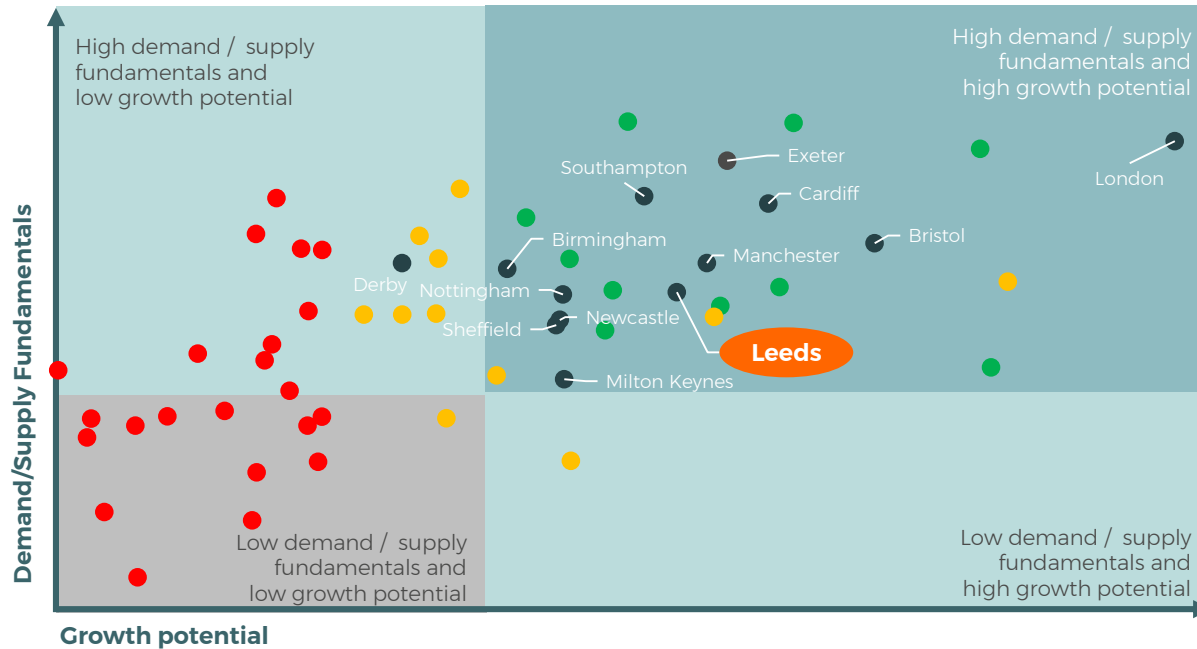 High demand / supply
fundamentals and
low growth potential
High demand / supply
fundamentals and
high growth potential
Exeter
Southampton
London
Cardiff
Bristol
Birmingham
Manchester
Derby
Nottingham
Newcastle
Sheffield
Leeds
Milton Keynes
Demand/Supply Fundamentals
Low demand / supply
fundamentals and
low growth potential
Low demand / supply
fundamentals and
high growth potential
Growth potential